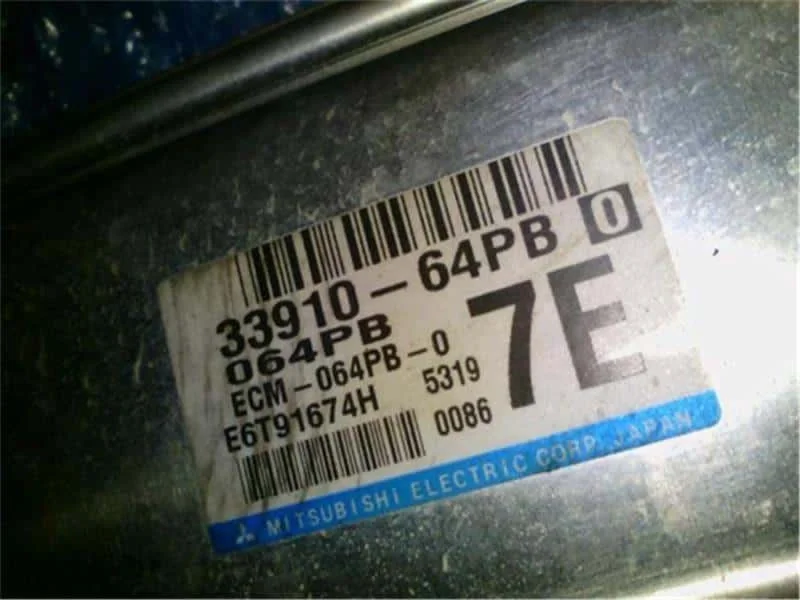 33910-64PB 0
064PB
7E
ECM-064PB-0
E6T91674H 5319
0086
MITSUBISHI ELECTRIC CORP. JAPAN